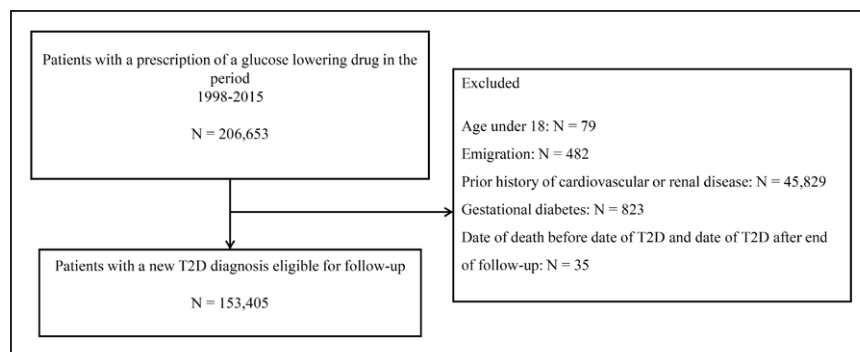 Patients with a prescription of a glucose lowering drug in the
period
1998-2015
N = 206,653
Excluded
Age under 18: N = 79
Emigration: N = 482
Prior history of cardiovascular or renal disease: N = 45,829
Gestational diabetes: N = 823
Date of death before date of T2D and date of T2D after end
of follow-up: N = 35
Patients with a new T2D diagnosis eligible for follow-up
N = 153,405